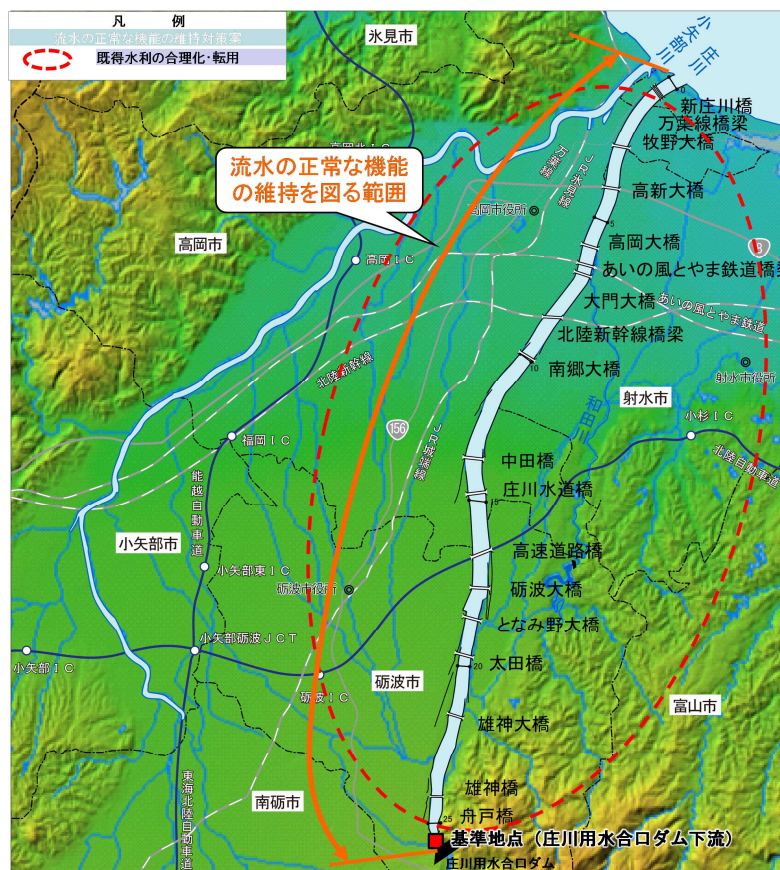 凡 例
流水の正常な機能の維持対策案
既得水利の合理化・転用
氷見市
小矢部川
庄川
0
新庄川橋
万葉線橋梁
牧野大橋
高岡北IC
流水の正常な機能
の維持を図る範囲
万葉線
JR氷見線
高新大橋
高岡市役所
5
高岡市
高岡IC
高岡大橋
8
あいの風とやま鉄道橋梁
大門大橋
あいの風とやま鉄道
北陸新幹線橋梁
北陸新幹線
10
南郷大橋
射水市役所
和田川
射水市
小杉IC
156
JR城端線
福岡IC
北陸自動車道
中田橋
能越自動車道
15
庄川水道橋
小矢部市
高速道路橋
小矢部東IC
砺波市役所
砺波大橋
となみ野大橋
小矢部砺波JCT
小矢部IC
20
太田橋
砺波IC
砺波市
富山市
雄神大橋
東海北陸自動車道
南砺市
雄神橋
25
舟戸橋
基準地点(庄川用水合口ダム下流)
庄川用水合口ダム